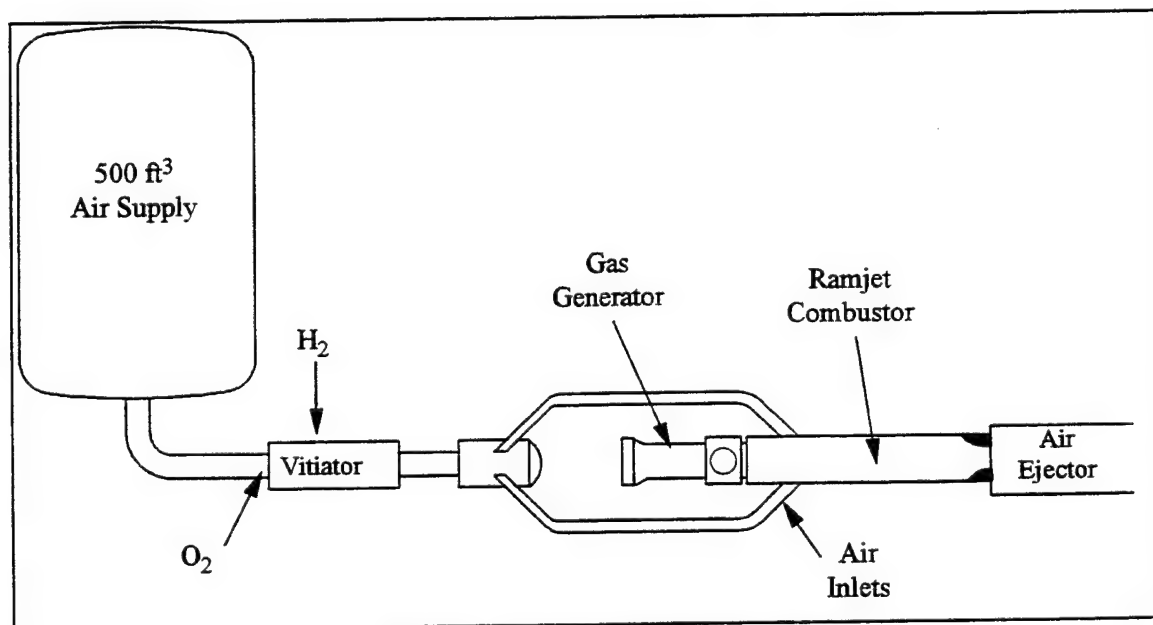 500 ft³
Air Supply
Gas
Generator
Ramjet
Combustor
H₂
Vitiator
Air
Ejector
O₂
Air
Inlets